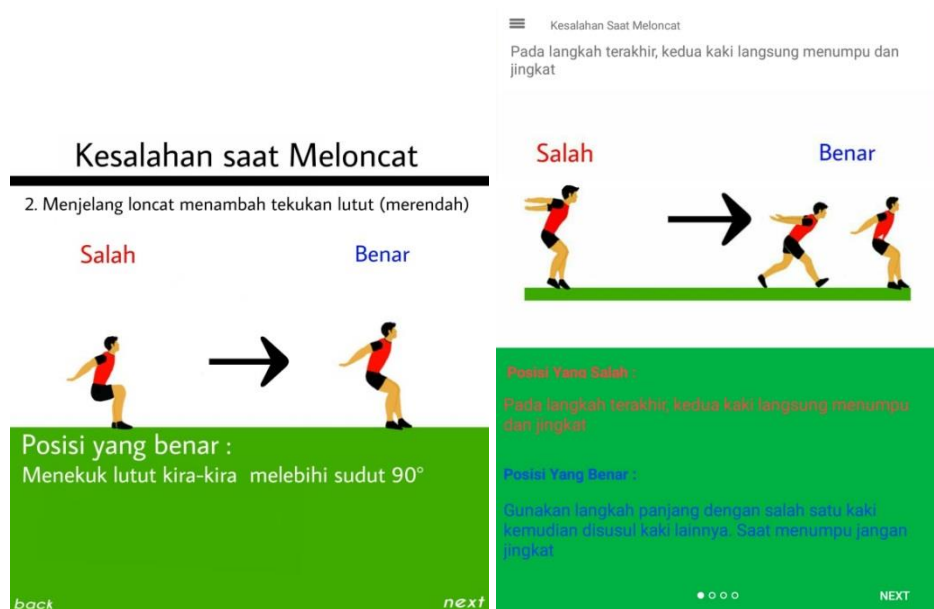 Kesalahan saat Meloncat
2. Menjelang loncat menambah tekukan lutut (merendah)
Salah
Benar
Posisi yang benar :
Menekuk lutut kira-kira melebihi sudut 90°
back
next
Kesalahan Saat Meloncat
Pada langkah terakhir, kedua kaki langsung menumpu dan
jingkat
Salah
Benar
Posisi Yang Salah :
Pada langkah terakhir, kedua kaki langsung menumpu
dan jingkat
Posisi Yang Benar :
Gunakan langkah panjang dengan salah satu kaki
kemudian disusul kaki lainnya. Saat menumpu jangan
jingkat
NEXT